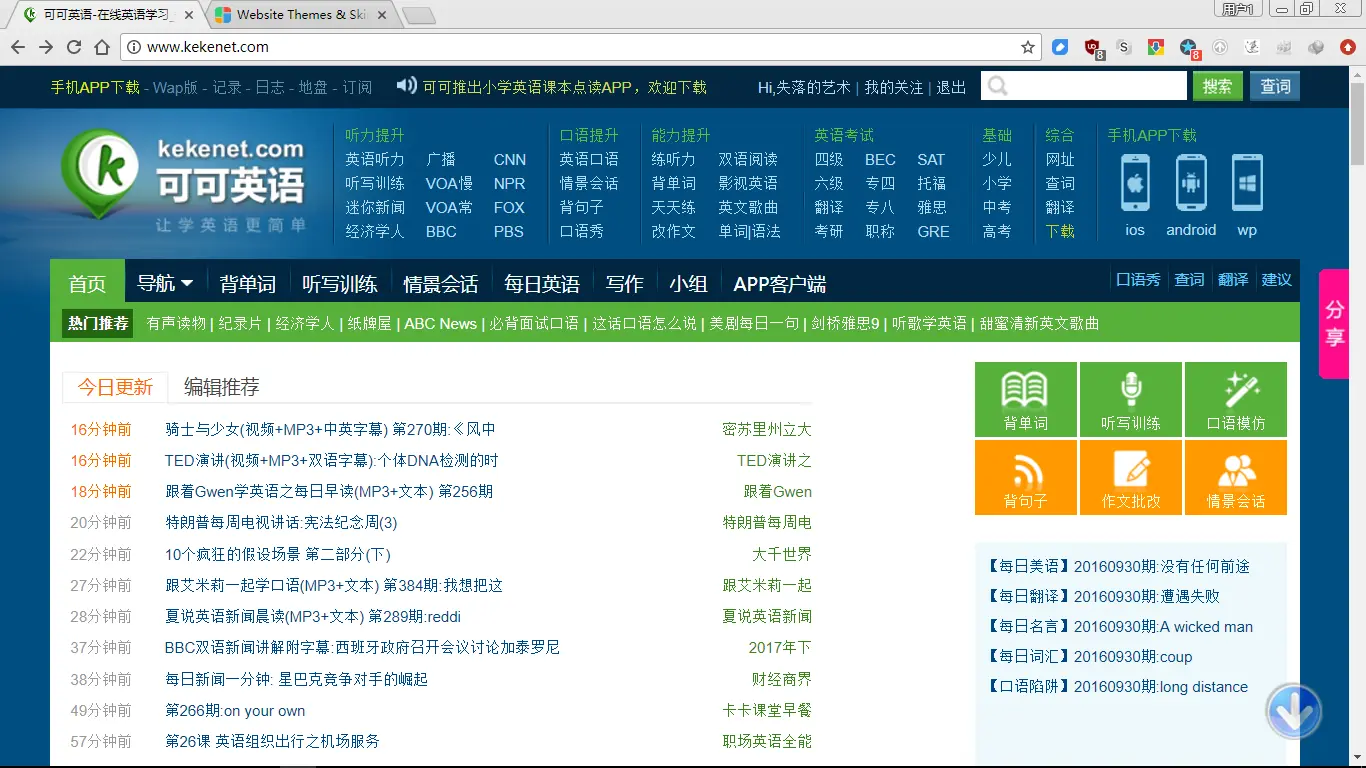 可可英语-在线英语学习_
Website Themes & Ski
用户1
www.kekenet.com
手机APP下载 - Wap版 - 记录 - 日志 - 地盘 - 订阅
可可推出小学英语课本点读APP，欢迎下载
Hi,失落的艺术 | 我的关注 | 退出
搜索 查词
kekenet.com
可可英语
让学英语更简单
听力提升
英语听力 广播 CNN
听写训练 VOA慢 NPR
迷你新闻 VOA常 FOX
经济学人 BBC PBS
口语提升
英语口语
情景会话
背句子
口语秀
能力提升
练听力 双语阅读
背单词 影视英语
天天练 英文歌曲
改作文 单词|语法
英语考试
四级 BEC SAT
六级 专四 托福
翻译 专八 雅思
考研 职称 GRE
基础
少儿
小学
中考
高考
综合
网址
查词
翻译
下载
手机APP下载
ios android wp
首页 导航 背单词 听写训练 情景会话 每日英语 写作 小组 APP客户端
口语秀 查词 翻译 建议
热门推荐 有声读物 | 纪录片 | 经济学人 | 纸牌屋 | ABC News | 必背面试口语 | 这话口语怎么说 | 美剧每日一句 | 剑桥雅思9 | 听歌学英语 | 甜蜜清新英文歌曲
分享
今日更新 编辑推荐
16分钟前 骑士与少女(视频+MP3+中英字幕) 第270期:《风中 密苏里州立大
16分钟前 TED演讲(视频+MP3+双语字幕):个体DNA检测的时 TED演讲之
18分钟前 跟着Gwen学英语之每日早读(MP3+文本) 第256期 跟着Gwen
20分钟前 特朗普每周电视讲话:宪法纪念周(3) 特朗普每周电
22分钟前 10个疯狂的假设场景 第二部分(下) 大千世界
27分钟前 跟艾米莉一起学口语(MP3+文本) 第384期:我想把这 跟艾米莉一起
28分钟前 夏说英语新闻晨读(MP3+文本) 第289期:reddi 夏说英语新闻
37分钟前 BBC双语新闻讲解附字幕:西班牙政府召开会议讨论加泰罗尼 2017年下
38分钟前 每日新闻一分钟: 星巴克竞争对手的崛起 财经商界
49分钟前 第266期:on your own 卡卡课堂早餐
57分钟前 第26课 英语组织出行之机场服务 职场英语全能
背单词 听写训练 口语模仿
背句子 作文批改 情景会话
【每日美语】20160930期:没有任何前途
【每日翻译】20160930期:遭遇失败
【每日名言】20160930期:A wicked man
【每日词汇】20160930期:coup
【口语陷阱】20160930期:long distance